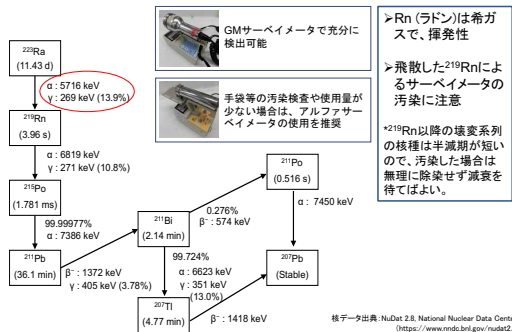 ²²³Ra
(11.43 d)
α : 5716 keV
γ : 269 keV (13.9%)
²¹⁹Rn
(3.96 s)
α : 6819 keV
γ : 271 keV (10.8%)
²¹⁵Po
(1.781 ms)
99.99977%
α : 7386 keV
²¹¹Pb
(36.1 min)
β⁻ : 1372 keV
γ : 405 keV (3.78%)
²¹¹Bi
(2.14 min)
0.276%
β⁻ : 574 keV
99.724%
α : 6623 keV
γ : 351 keV
(13.0%)
²⁰⁷Tl
(4.77 min)
β⁻ : 1418 keV
²¹¹Po
(0.516 s)
α : 7450 keV
²⁰⁷Pb
(Stable)
GMサーベイメータで充分に
検出可能
手袋等の汚染検査や使用量が
少ない場合は、アルファサー
ベイメータの使用を推奨
➢Rn (ラドン)は希ガ
スで、揮発性
➢飛散した²¹⁹Rnによ
るサーベイメータの
汚染に注意
*²¹⁹Rn以降の壊変系列
の核種は半減期が短い
ので、汚染した場合は
無理に除染せず減衰を
待てばよい。
核データ出典: NuDat 2.8, National Nuclear Data Cente
(https://www.nndc.bnl.gov/nudat2